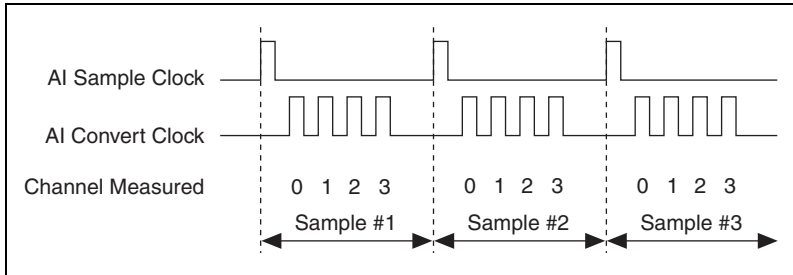 AI Sample Clock
AI Convert Clock
Channel Measured 0 1 2 3 0 1 2 3 0 1 2 3
Sample #1 Sample #2 Sample #3